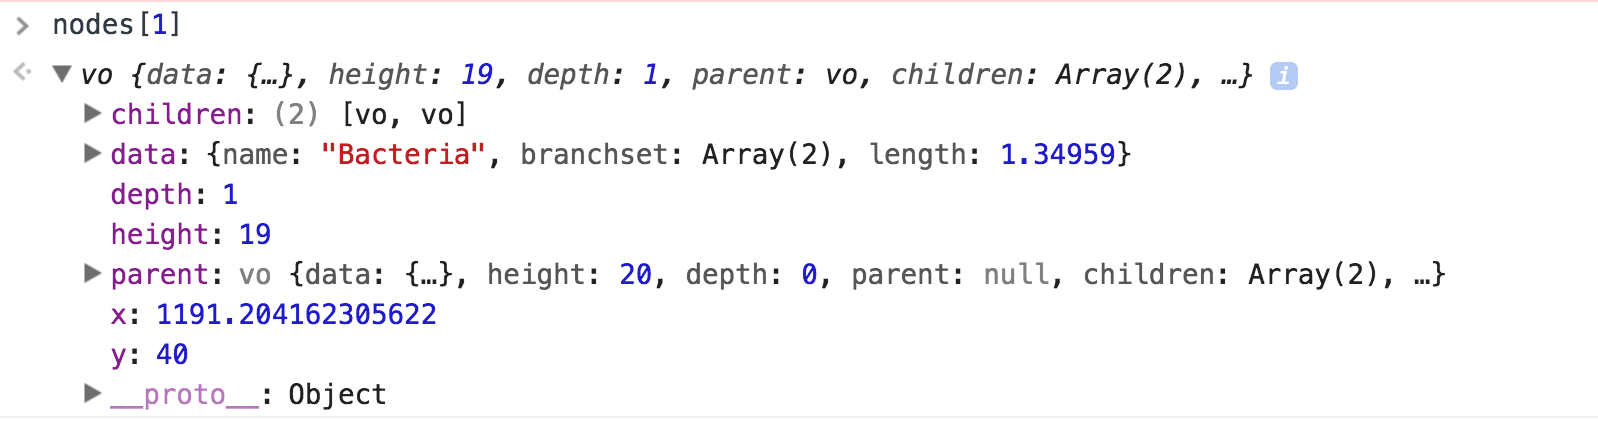 > nodes[1]
<· ▼ vo {data: {…}, height: 19, depth: 1, parent: vo, children: Array(2), …} i
▶ children: (2) [vo, vo]
▶ data: {name: "Bacteria", branchset: Array(2), length: 1.34959}
depth: 1
height: 19
▶ parent: vo {data: {…}, height: 20, depth: 0, parent: null, children: Array(2), …}
x: 1191.204162305622
y: 40
▶ __proto__: Object